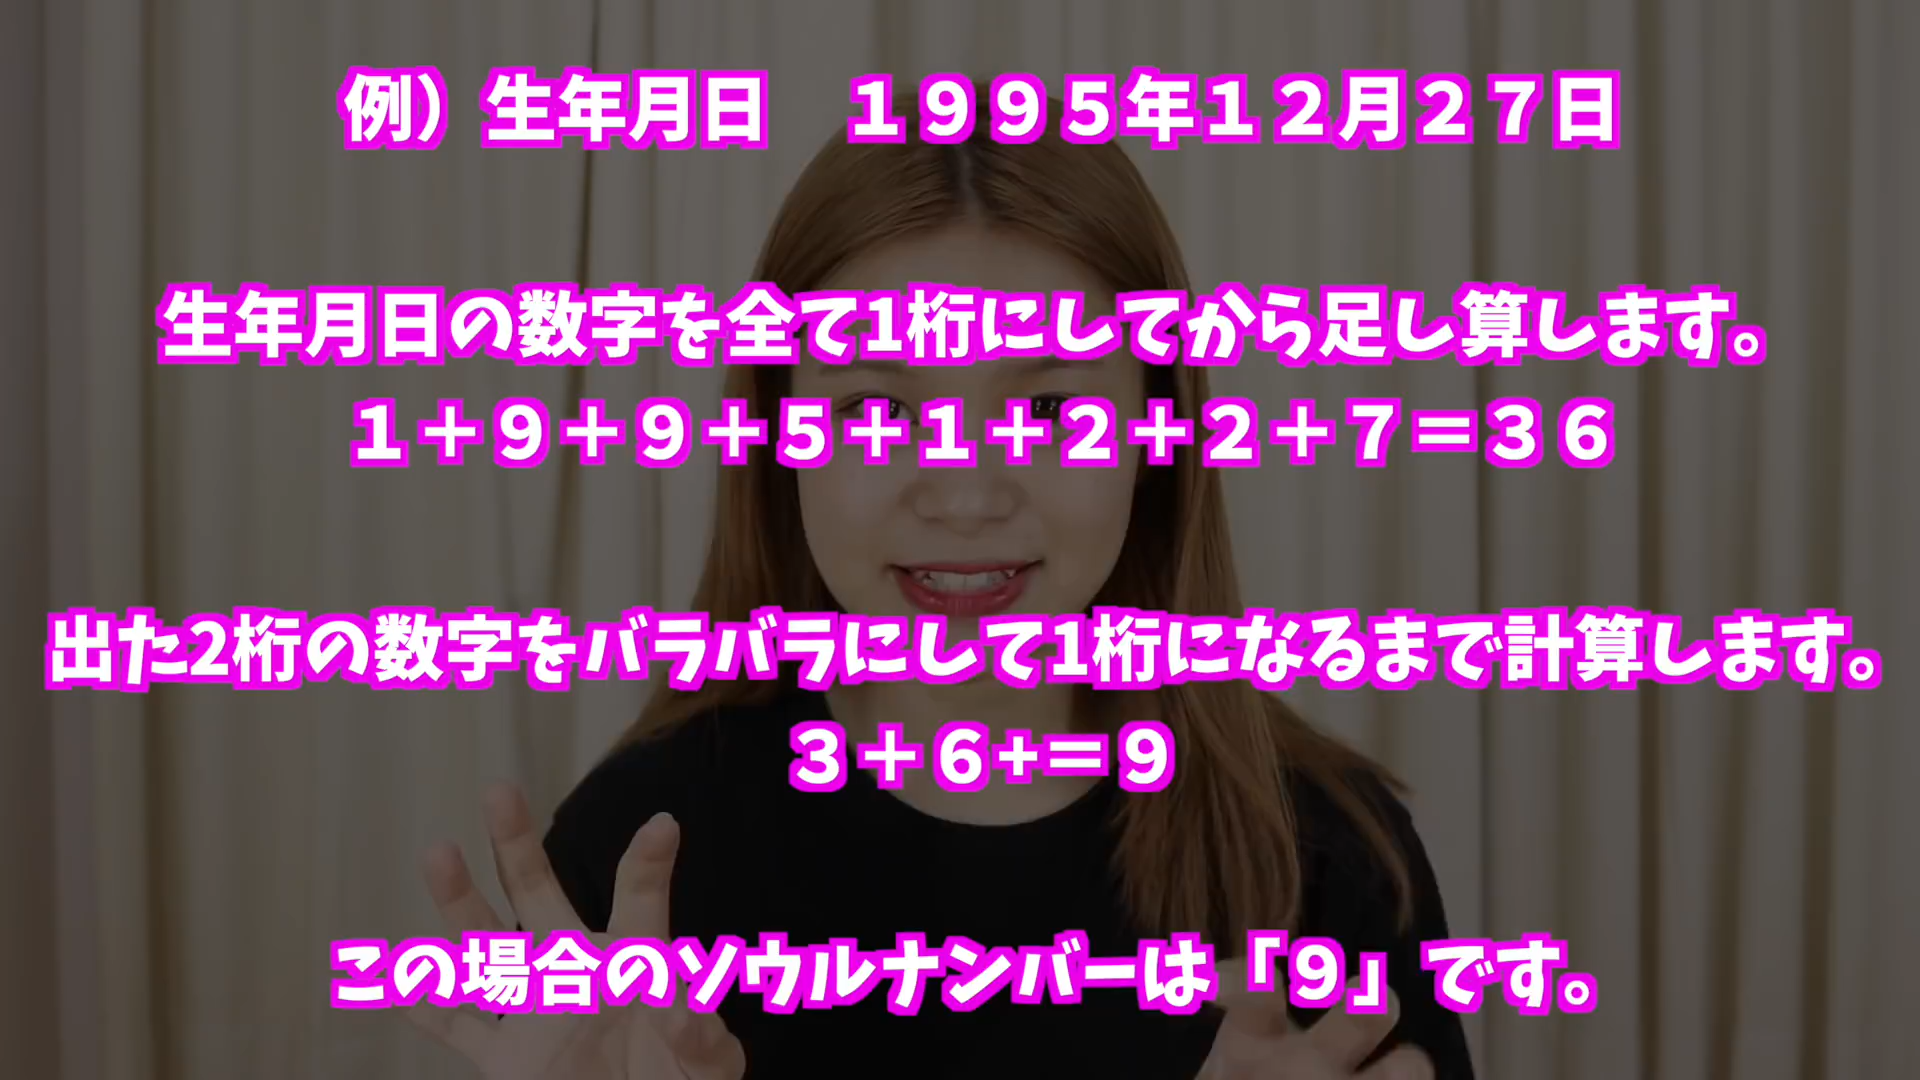 例）生年月日　１９９５年１２月２７日
生年月日の数字を全て1桁にしてから足し算します。
１＋９＋９＋５＋１＋２＋２＋７＝３６
出た2桁の数字をバラバラにして1桁になるまで計算します。
３＋６+＝９
この場合のソウルナンバーは「９」です。